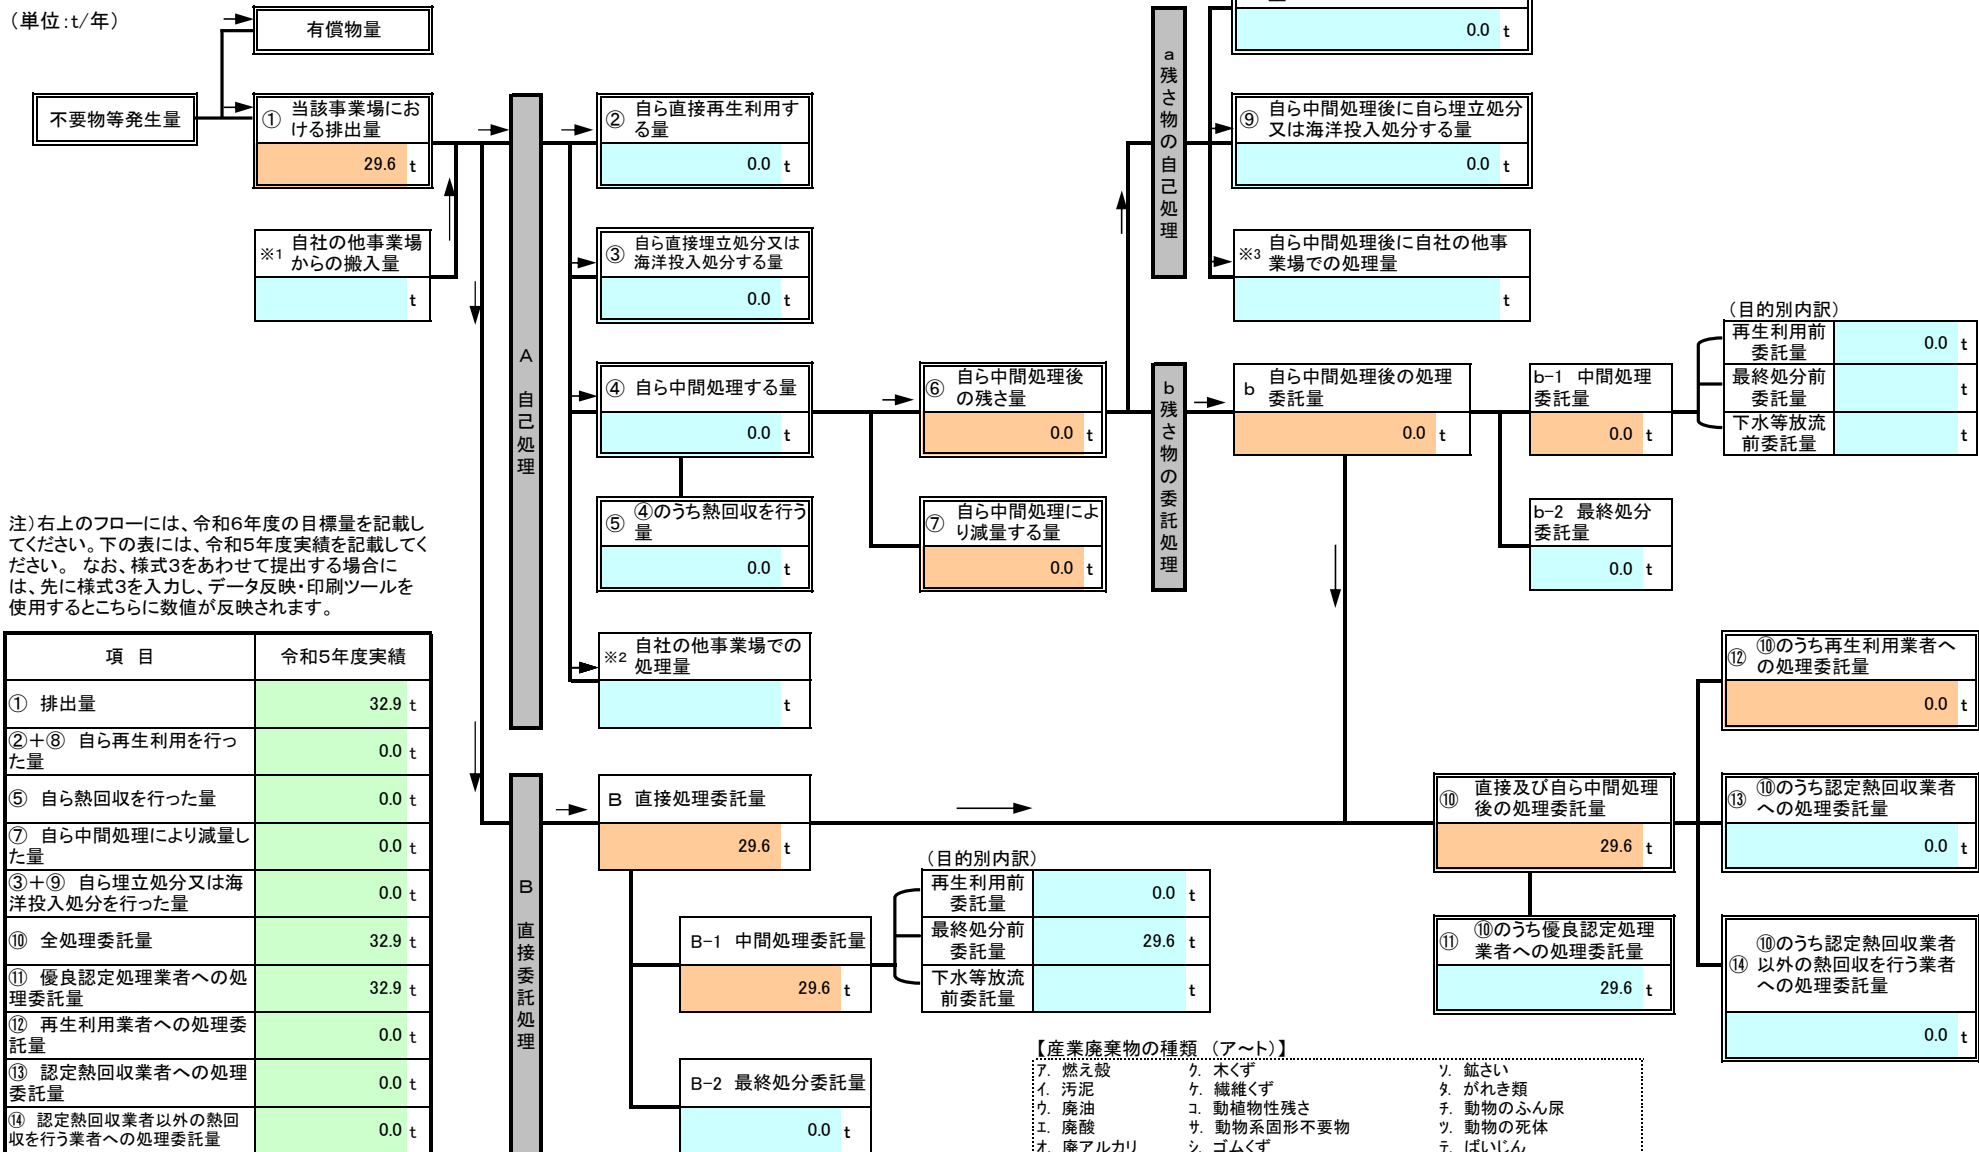 （単位：t/年）
有償物量
不要物等発生量
① 当該事業場にお
ける排出量
29.6 t
※1 自社の他事業場
からの搬入量
t
A 自己処理
② 自ら直接再生利用す
る量
0.0 t
③ 自ら直接埋立処分又は
海洋投入処分する量
0.0 t
④ 自ら中間処理する量
0.0 t
⑤ ④のうち熱回収を行う
量
0.0 t
※2 自社の他事業場での
処理量
t
⑥ 自ら中間処理後
の残さ量
0.0 t
⑦ 自ら中間処理によ
り減量する量
0.0 t
a残さ物の自己処理
0.0 t
⑨ 自ら中間処理後に自ら埋立処分
又は海洋投入処分する量
0.0 t
※3 自ら中間処理後に自社の他事
業場での処理量
t
b残さ物の委託処理
b 自ら中間処理後の処理
委託量
0.0 t
b-1 中間処理
委託量
0.0 t
（目的別内訳）
再生利用前
委託量
0.0 t
最終処分前
委託量
t
下水等放流
前委託量
t
b-2 最終処分
委託量
0.0 t
注）右上のフローには、令和6年度の目標量を記載し
てください。下の表には、令和5年度実績を記載してく
ださい。 なお、様式3をあわせて提出する場合に
は、先に様式3を入力し、データ反映・印刷ツールを
使用するとこちらに数値が反映されます。
項 目 令和5年度実績
① 排出量 32.9 t
②＋⑧ 自ら再生利用を行っ
た量
0.0 t
⑤ 自ら熱回収を行った量 0.0 t
⑦ 自ら中間処理により減量し
た量
0.0 t
③＋⑨ 自ら埋立処分又は海
洋投入処分を行った量
0.0 t
⑩ 全処理委託量 32.9 t
⑪ 優良認定処理業者への処
理委託量
32.9 t
⑫ 再生利用業者への処理委
託量
0.0 t
⑬ 認定熱回収業者への処理
委託量
0.0 t
⑭ 認定熱回収業者以外の熱回
収を行う業者への処理委託量
0.0 t
B 直接委託処理
B 直接処理委託量
29.6 t
B-1 中間処理委託量
29.6 t
B-2 最終処分委託量
0.0 t
（目的別内訳）
再生利用前
委託量
0.0 t
最終処分前
委託量
29.6 t
下水等放流
前委託量
t
⑩ 直接及び自ら中間処理
後の処理委託量
29.6 t
⑪ ⑩のうち優良認定処理
業者への処理委託量
29.6 t
⑫ ⑩のうち再生利用業者へ
の処理委託量
0.0 t
⑬ ⑩のうち認定熱回収業者
への処理委託量
0.0 t
⑭ ⑩のうち認定熱回収業者
以外の熱回収を行う業者
への処理委託量
0.0 t
【産業廃棄物の種類 （ア～ト）】
ア. 燃え殻 ク. 木くず ソ. 鉱さい
イ. 汚泥 ケ. 繊維くず タ. がれき類
ウ. 廃油 コ. 動植物性残さ チ. 動物のふん尿
エ. 廃酸 サ. 動物系固形不要物 ツ. 動物の死体
オ. 廃アルカリ シ. ゴムくず テ. ばいじん